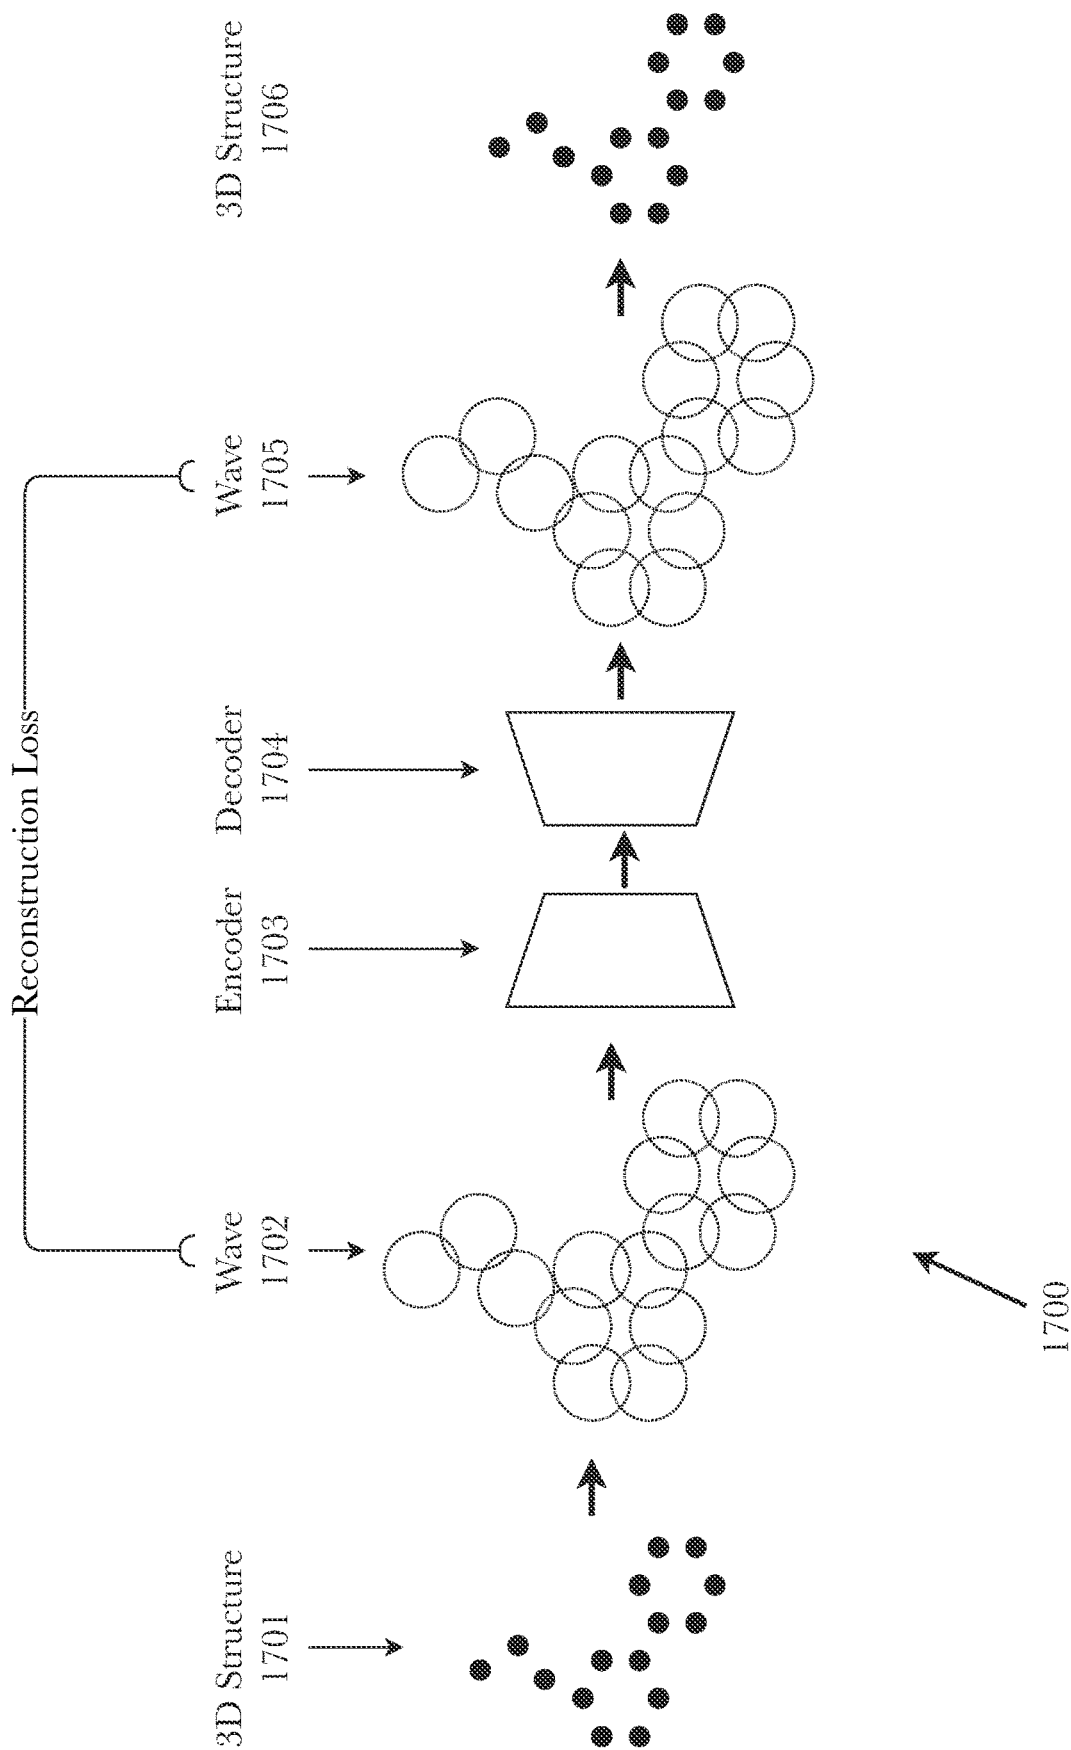 Reconstruction Loss
3D Structure
1701
Wave
1702
Encoder
1703
Decoder
1704
Wave
1705
3D Structure
1706
1700